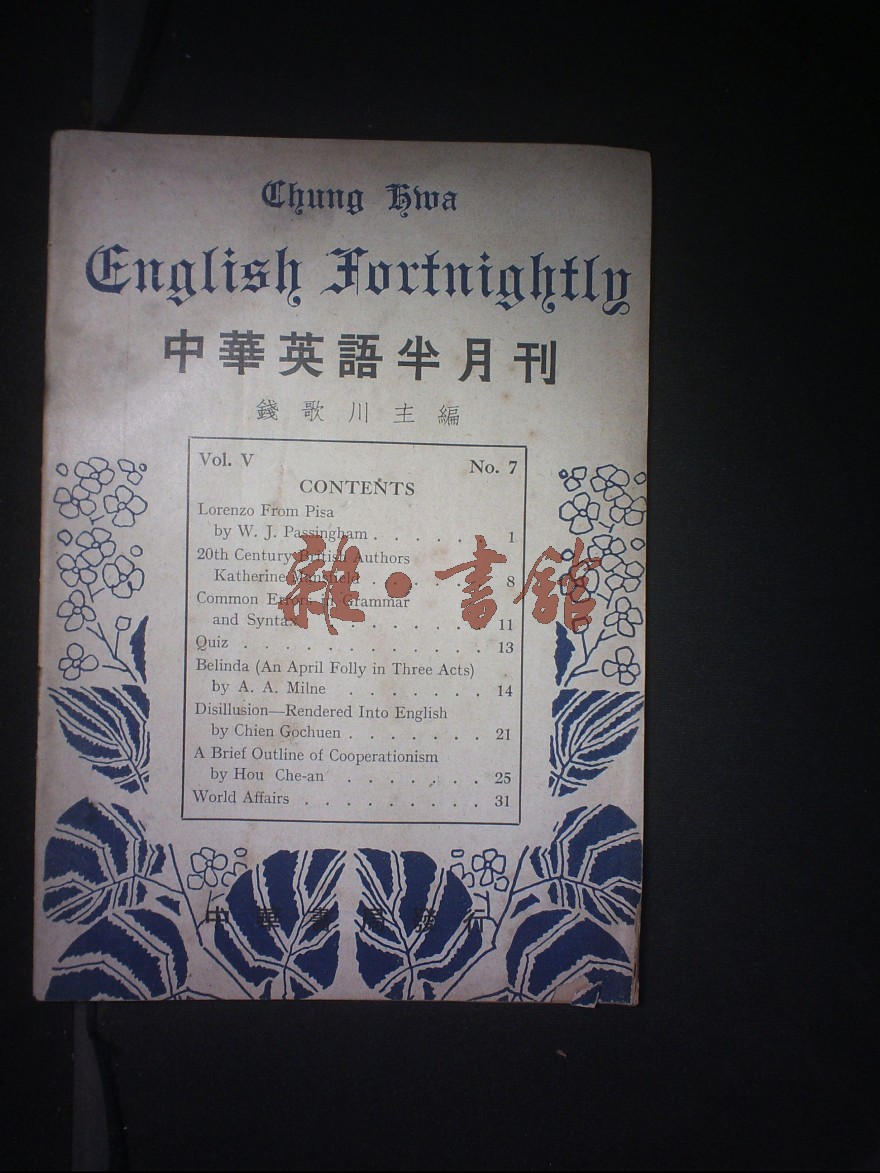 Chung Hwa
English Fortnightly
中華英語半月刊
錢歌川主編
Vol. V No. 7
CONTENTS
Lorenzo From Pisa
by W. J. Passingham . . . . . . 1
20th Century British Authors
Katherine Mansfield . . . . . . 8
Common Errors in Grammar
and Syntax . . . . . . . . 11
Quiz . . . . . . . . . . . . 13
Belinda (An April Folly in Three Acts)
by A. A. Milne . . . . . . . 14
Disillusion—Rendered Into English
by Chien Gochuen . . . . . . . 21
A Brief Outline of Cooperationism
by Hou Che-an . . . . . . . 25
World Affairs . . . . . . . . . 31
雜·書館
中華書局發行